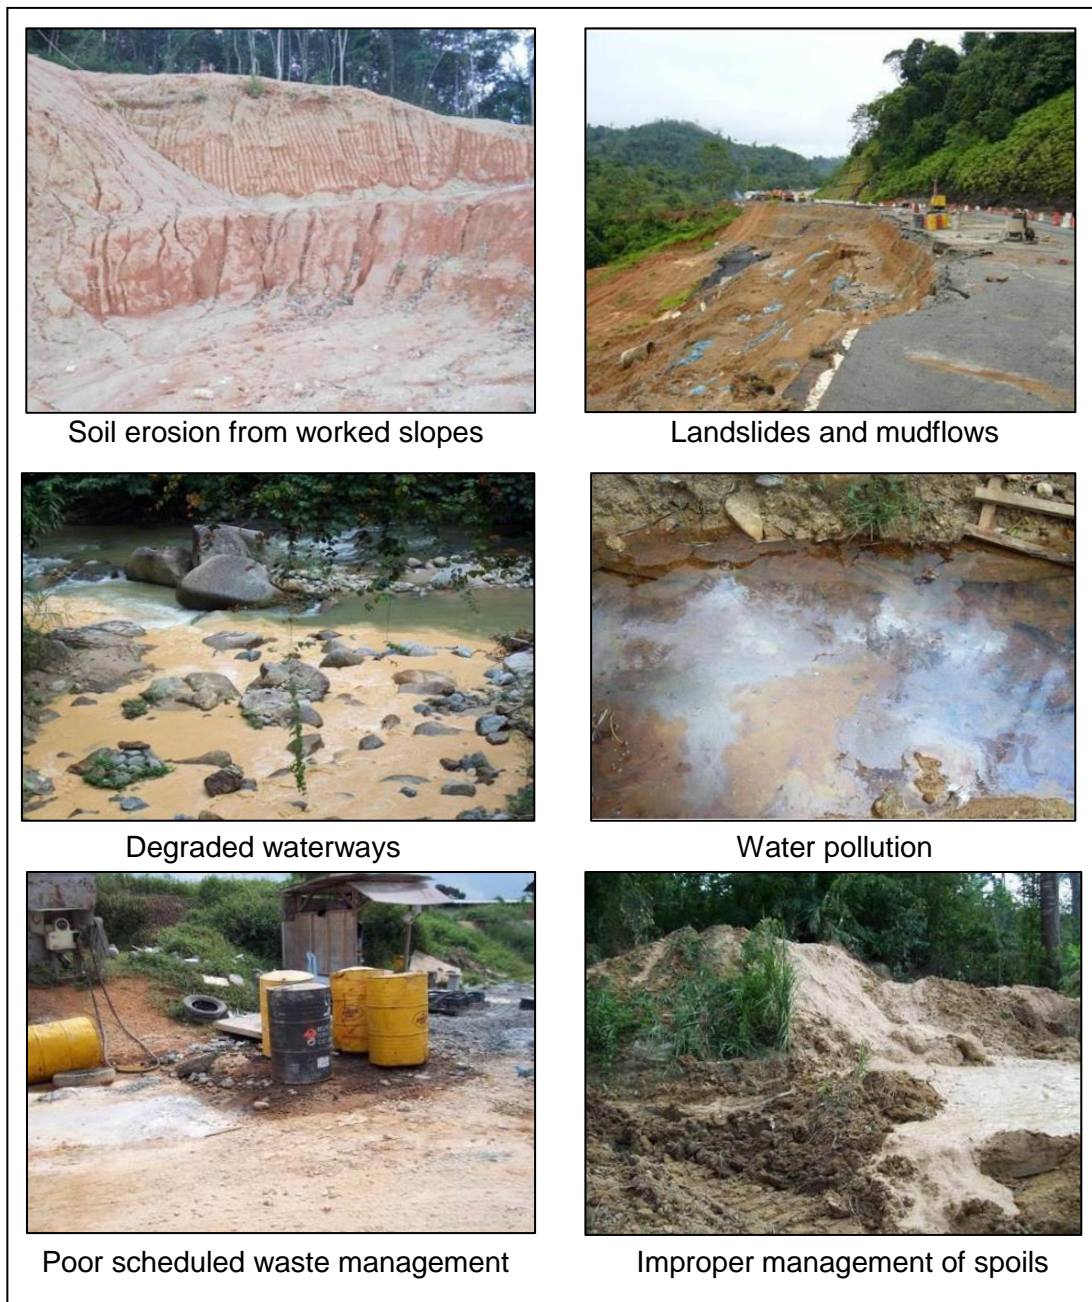 Soil erosion from worked slopes
Landslides and mudflows
Degraded waterways
Water pollution
Poor scheduled waste management
Improper management of spoils